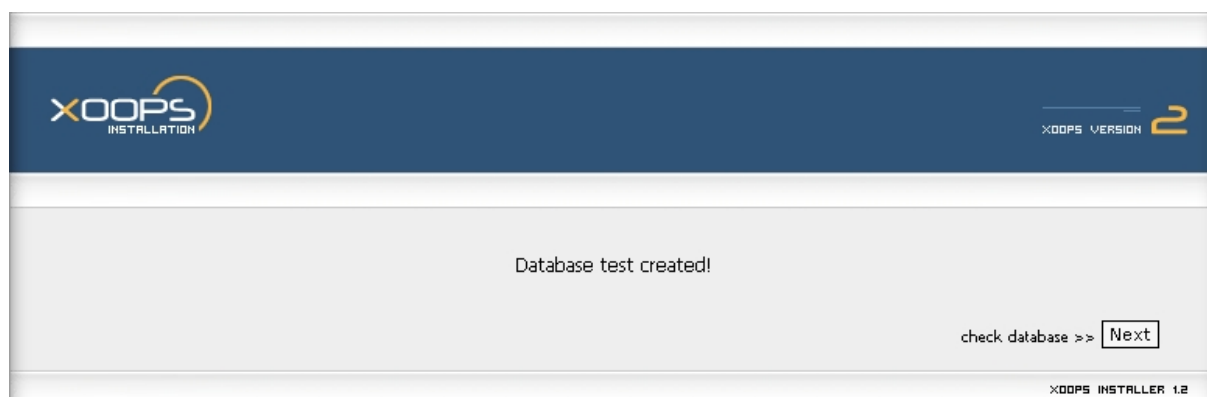 XOOPS
INSTALLATION
XOOPS VERSION 2
Database test created!
check database >> Next
XOOPS INSTALLER 1.2